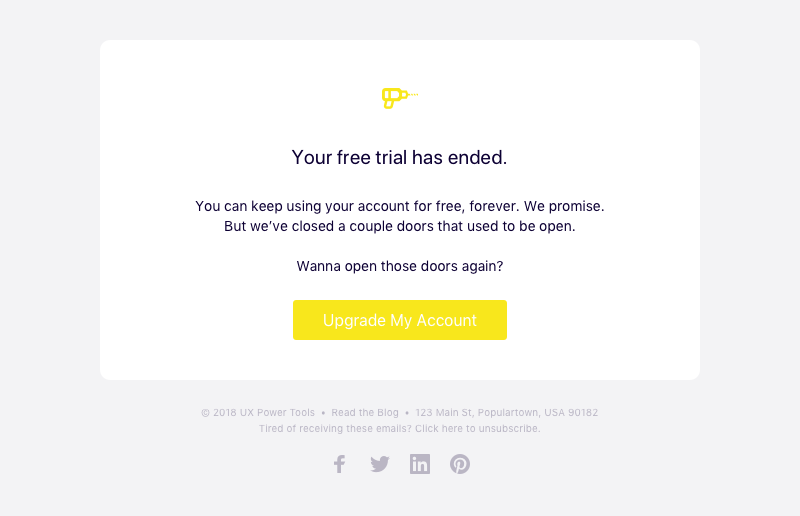 Your free trial has ended.
You can keep using your account for free, forever. We promise.
But we’ve closed a couple doors that used to be open.
Wanna open those doors again?
Upgrade My Account
© 2018 UX Power Tools • Read the Blog • 123 Main St, Populartown, USA 90182
Tired of receiving these emails? Click here to unsubscribe.